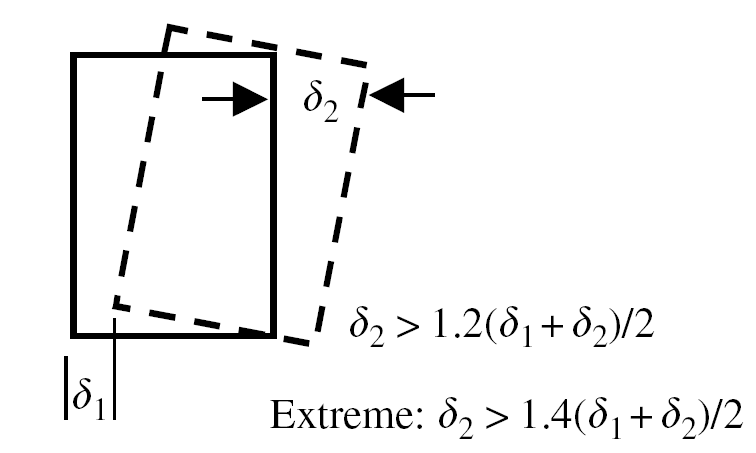 δ₂
δ₂ > 1.2(δ₁ + δ₂)/2
δ₁
Extreme: δ₂ > 1.4(δ₁ + δ₂)/2